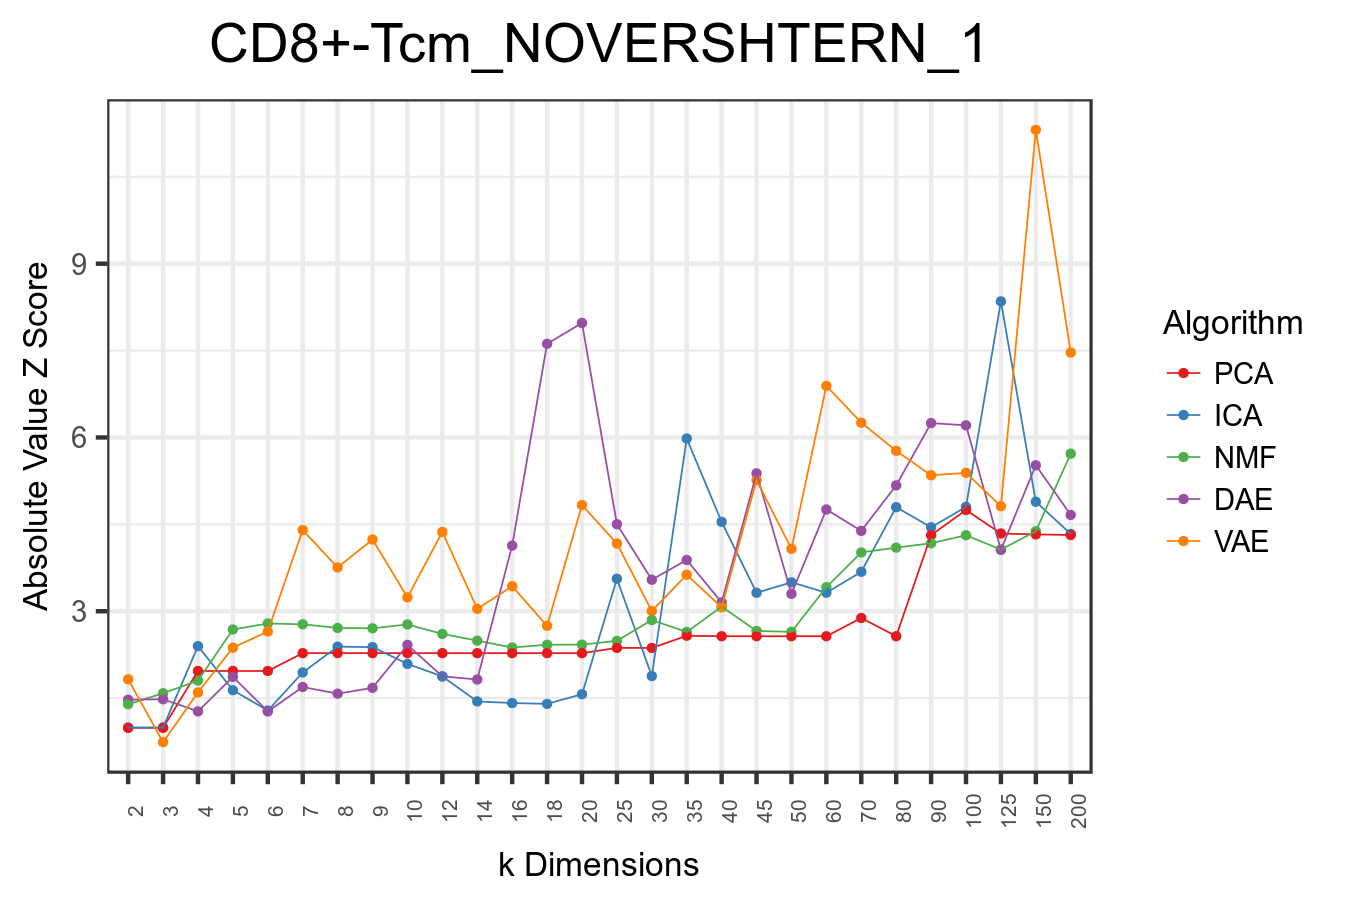 CD8+-Tcm_NOVERSHTERN_1
Absolute Value Z Score
9
6
3
2 3 4 5 6 7 8 9 10 12 14 16 18 20 25 30 35 40 45 50 60 70 80 90 100 125 150 200
k Dimensions
Algorithm
PCA
ICA
NMF
DAE
VAE